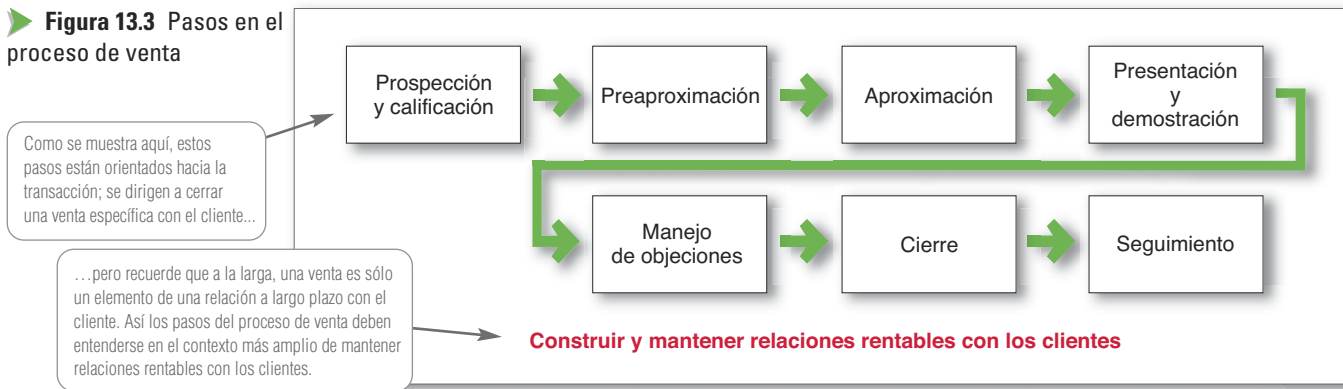 Figura 13.3 Pasos en el
proceso de venta
Prospección
y calificación
Preaproximación
Aproximación
Presentación
y
demostración
Como se muestra aquí, estos
pasos están orientados hacia la
transacción; se dirigen a cerrar
una venta específica con el cliente...
Manejo
de objeciones
Cierre
Seguimiento
…pero recuerde que a la larga, una venta es sólo
un elemento de una relación a largo plazo con el
cliente. Así los pasos del proceso de venta deben
entenderse en el contexto más amplio de mantener
relaciones rentables con los clientes.
Construir y mantener relaciones rentables con los clientes